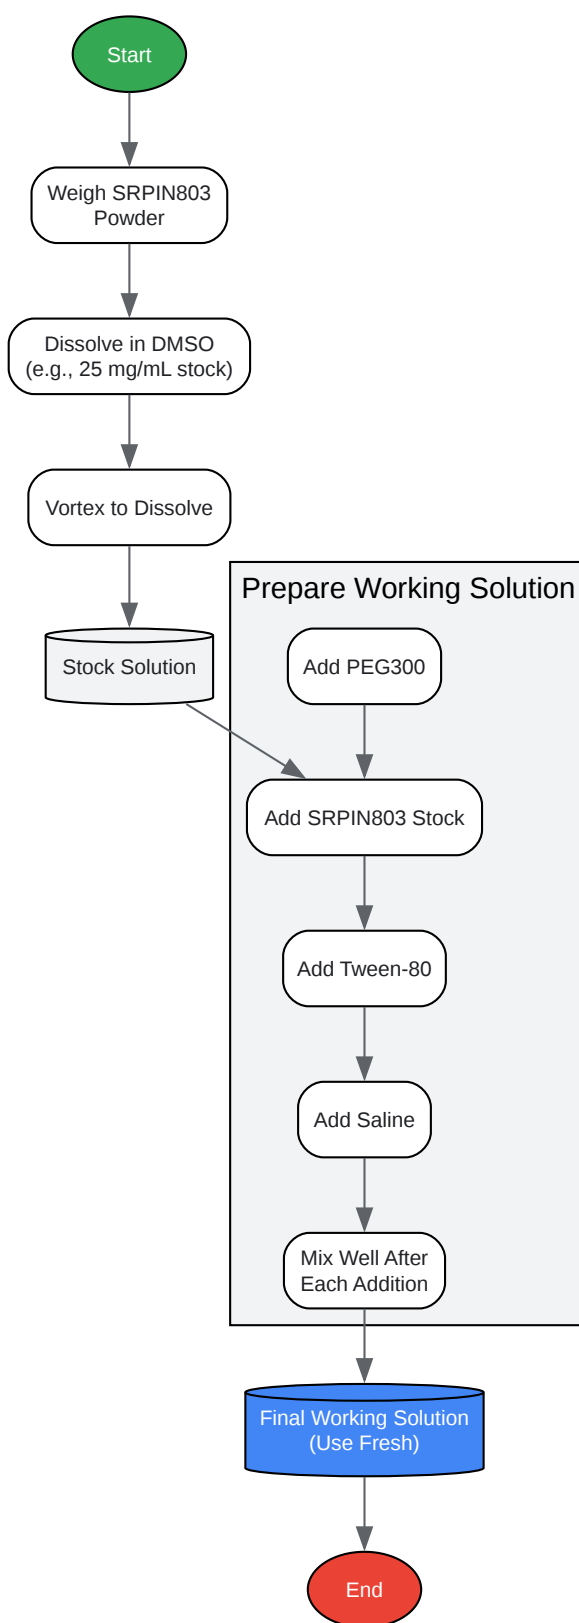 Start
Weigh SRPIN803
Powder
Dissolve in DMSO
(e.g., 25 mg/mL stock)
Vortex to Dissolve
Stock Solution
Prepare Working Solution
Add PEG300
Add SRPIN803 Stock
Add Tween-80
Add Saline
Mix Well After
Each Addition
Final Working Solution
(Use Fresh)
End